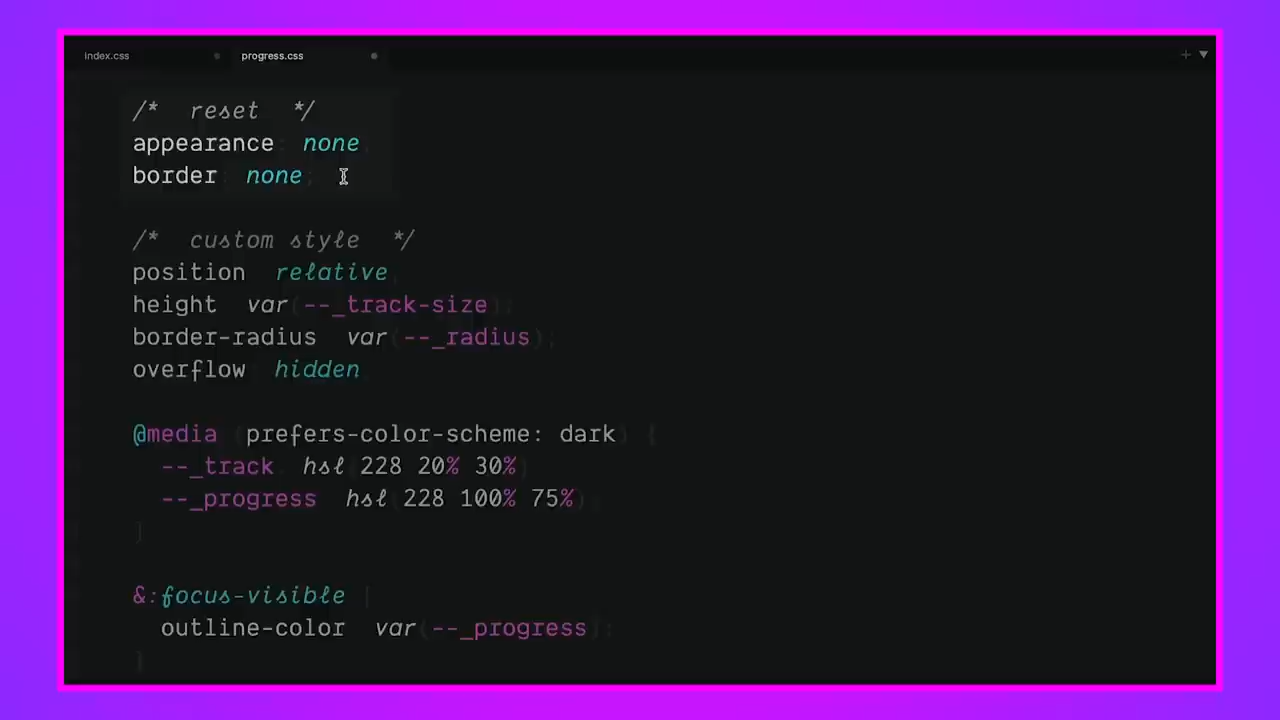 index.css
progress.css
/* reset */
appearance: none;
border: none;
/* custom style */
position: relative;
height: var(--_track-size);
border-radius: var(--_radius);
overflow: hidden;
@media (prefers-color-scheme: dark) {
--_track: hsl(228 20% 30%)
--_progress: hsl(228 100% 75%);
}
&:focus-visible {
outline-color: var(--_progress);
}